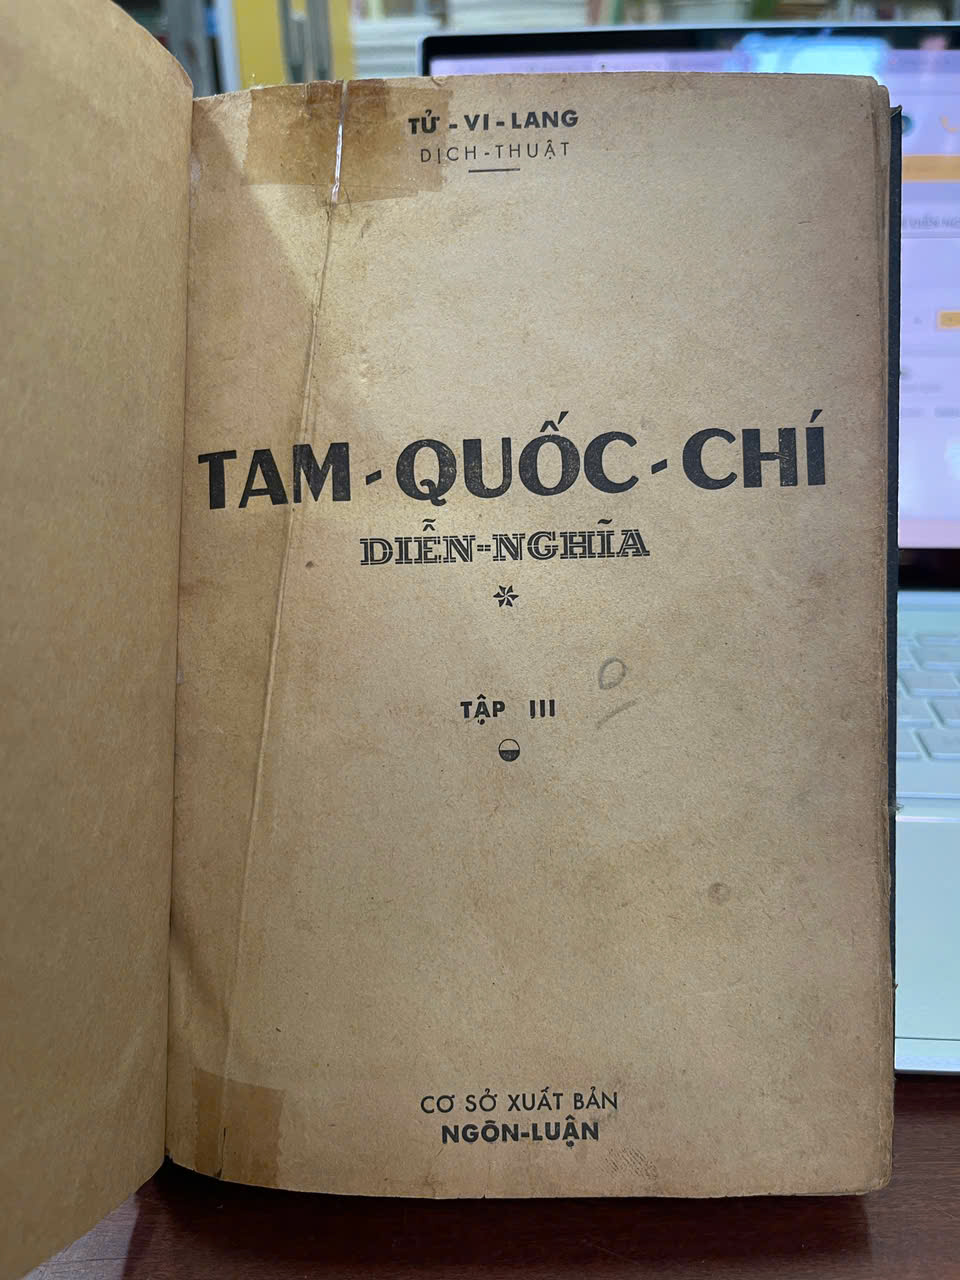 TỬ - VI - LANG
DỊCH - THUẬT
TAM - QUỐC - CHÍ
DIỄN-NGHĨA
TẬP III
CƠ SỞ XUẤT BẢN
NGÔN-LUẬN